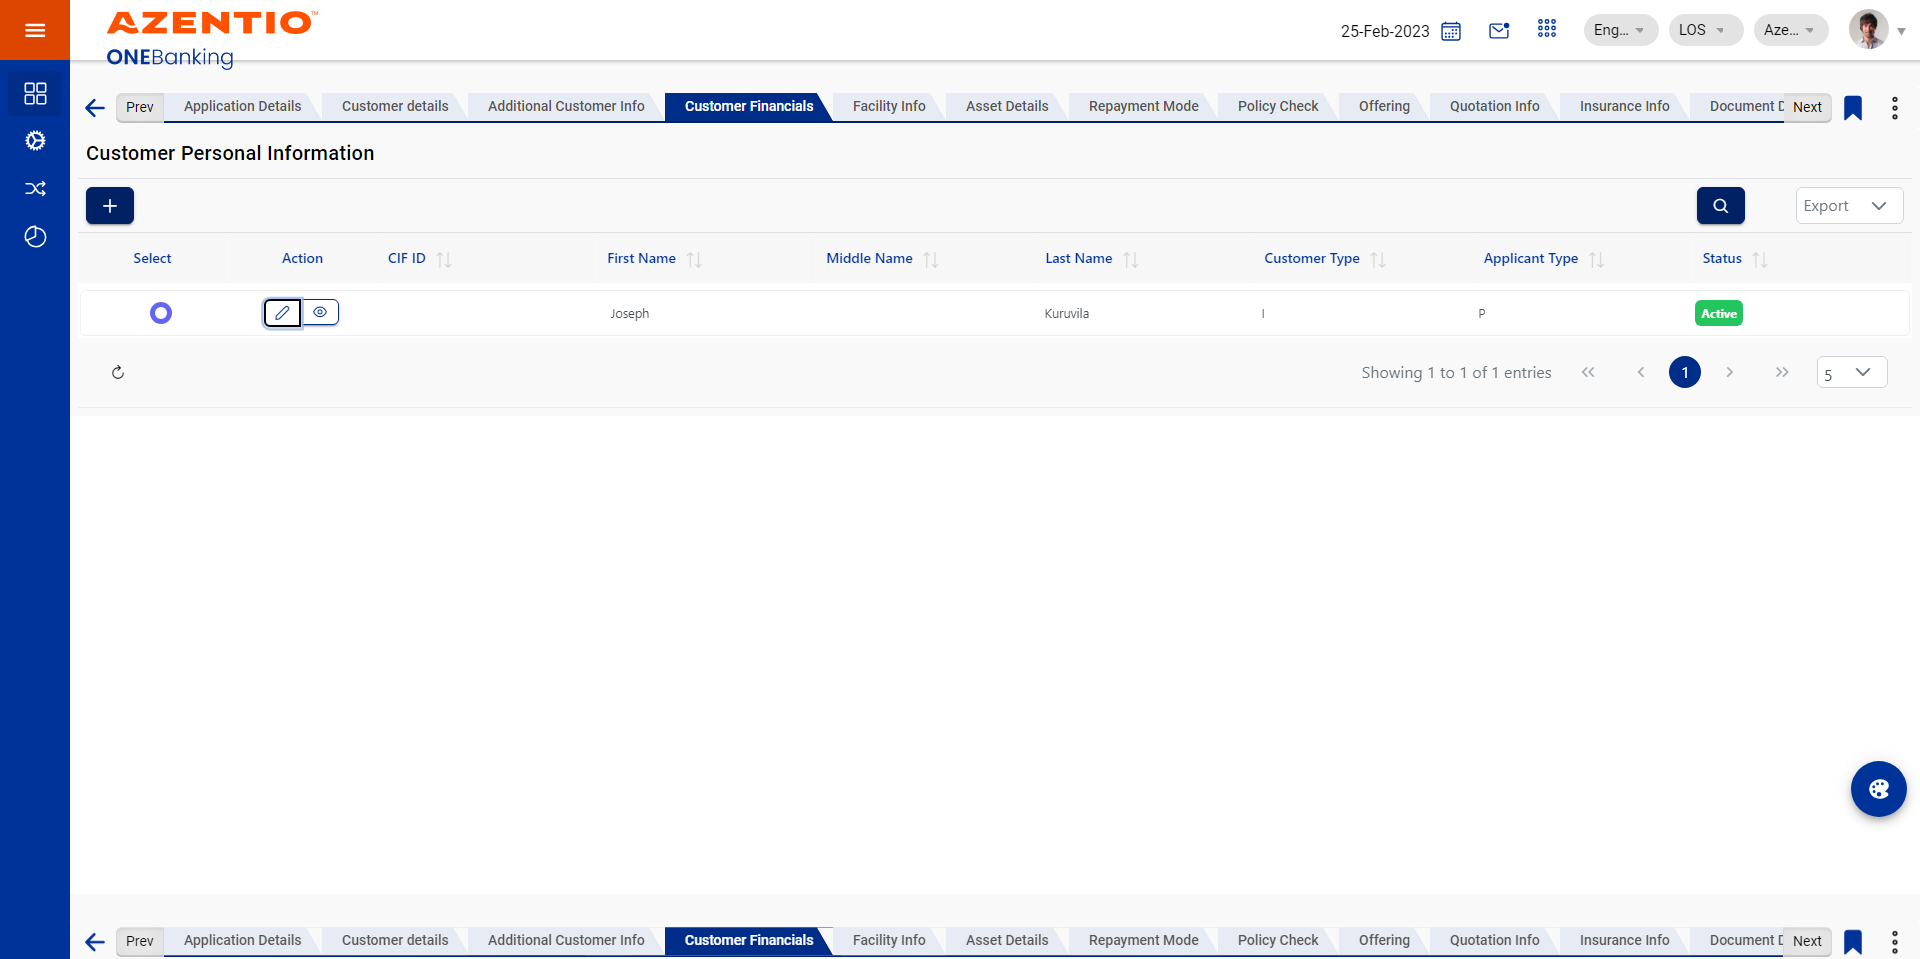 AZENTIO™
ONEBanking
25-Feb-2023
Eng...
LOS
Aze...
Prev
Application Details
Customer details
Additional Customer Info
Customer Financials
Facility Info
Asset Details
Repayment Mode
Policy Check
Offering
Quotation Info
Insurance Info
Document D
Next
Customer Personal Information
Export
Select
Action
CIF ID
First Name
Middle Name
Last Name
Customer Type
Applicant Type
Status
Joseph
Kuruvila
I
P
Active
Showing 1 to 1 of 1 entries
1
5
Prev
Application Details
Customer details
Additional Customer Info
Customer Financials
Facility Info
Asset Details
Repayment Mode
Policy Check
Offering
Quotation Info
Insurance Info
Document D
Next